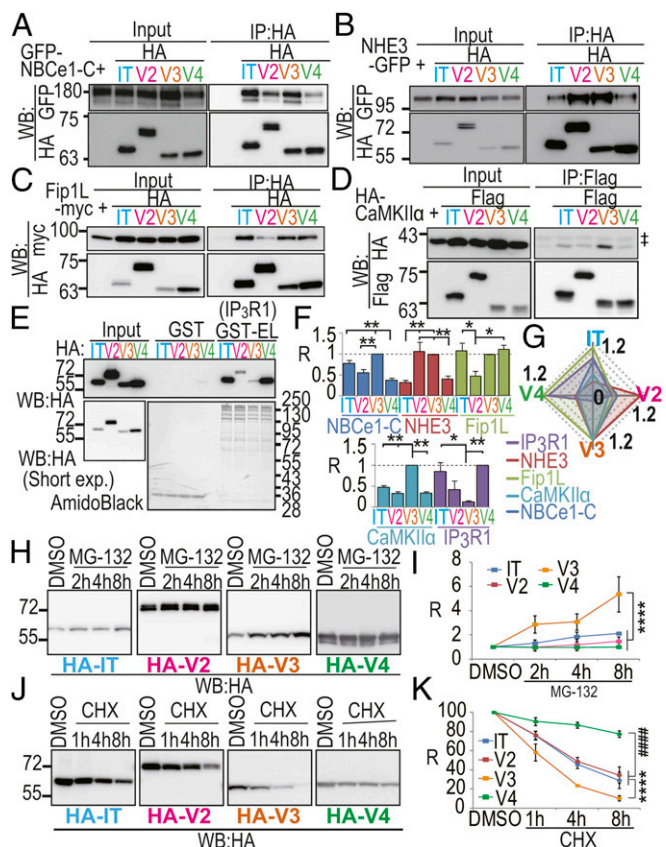 A
Input
IP:HA
GFP-
NBCe1-C+
HA
HA
IT V2 V3 V4
IT V2 V3 V4
180
75
63
WB:
HA GFP
B
Input
IP:HA
NHE3
-GFP +
HA
HA
IT V2 V3 V4
IT V2 V3 V4
95
75
63
WB:
HA GFP
C
Input
IP:HA
Fip1L
-myc +
HA
HA
IT V2 V3 V4
IT V2 V3 V4
100
75
63
WB:
HA myc
D
Input
IP:Flag
HA-
CaMKIIα +
Flag
Flag
IT V2 V3 V4
IT V2 V3 V4
43
‡
75
63
WB:
Flag HA
E
Input
GST
(IP3R1)
GST-EL
HA:
IT V2 V3 V4
IT V2 V3 V4
IT V2 V3 V4
72
55
WB:HA
72
55
WB:HA
(Short exp.)
AmidoBlack
250
130
95
72
55
36
28
F
R
1.5
1
0.5
0
**
**
**
**
*
*
IT V2 V3 V4
IT V2 V3 V4
IT V2 V3 V4
NBCe1-C
NHE3
Fip1L
R
1
0.5
0
**
**
*
**
IT V2 V3 V4
IT V2 V3 V4
CaMKIIα
IP3R1
G
IT
1.2
1.2
V4
0
V2
1.2
1.2
V3
IP3R1
NHE3
Fip1L
CaMKIIα
NBCe1-C
H
DMSO
MG-132
2h 4h 8h
DMSO
MG-132
2h 4h 8h
DMSO
MG-132
2h 4h 8h
DMSO
MG-132
2h 4h 8h
72
55
HA-IT
HA-V2
HA-V3
HA-V4
WB:HA
I
IT
V3
V2
V4
R
8
6
4
2
0
****
DMSO 2h 4h 8h
MG-132
J
DMSO
CHX
1h 4h 8h
DMSO
CHX
1h 4h 8h
DMSO
CHX
1h 4h 8h
DMSO
CHX
1h 4h 8h
72
55
HA-IT
HA-V2
HA-V3
HA-V4
WB:HA
K
R
100
80
60
40
20
0
IT
V2
V3
V4
####
****
DMSO 1h 4h 8h
CHX